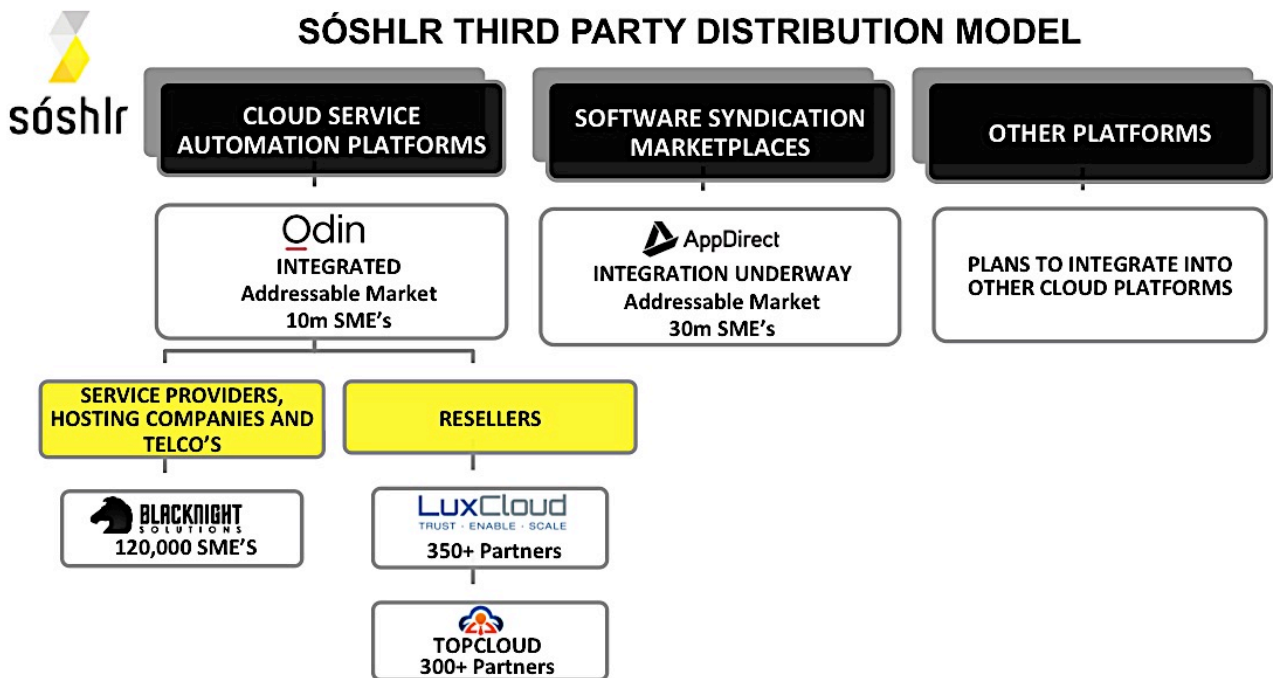 SÓSHLR THIRD PARTY DISTRIBUTION MODEL
sóshlr
CLOUD SERVICE
AUTOMATION PLATFORMS
SOFTWARE SYNDICATION
MARKETPLACES
OTHER PLATFORMS
Odin
INTEGRATED
Addressable Market
10m SME’s
AppDirect
INTEGRATION UNDERWAY
Addressable Market
30m SME’s
PLANS TO INTEGRATE INTO
OTHER CLOUD PLATFORMS
SERVICE PROVIDERS,
HOSTING COMPANIES AND
TELCO’S
RESELLERS
BLACKNIGHT
SOLUTIONS
120,000 SME’S
LuxCloud
TRUST · ENABLE · SCALE
350+ Partners
TOPCLOUD
300+ Partners